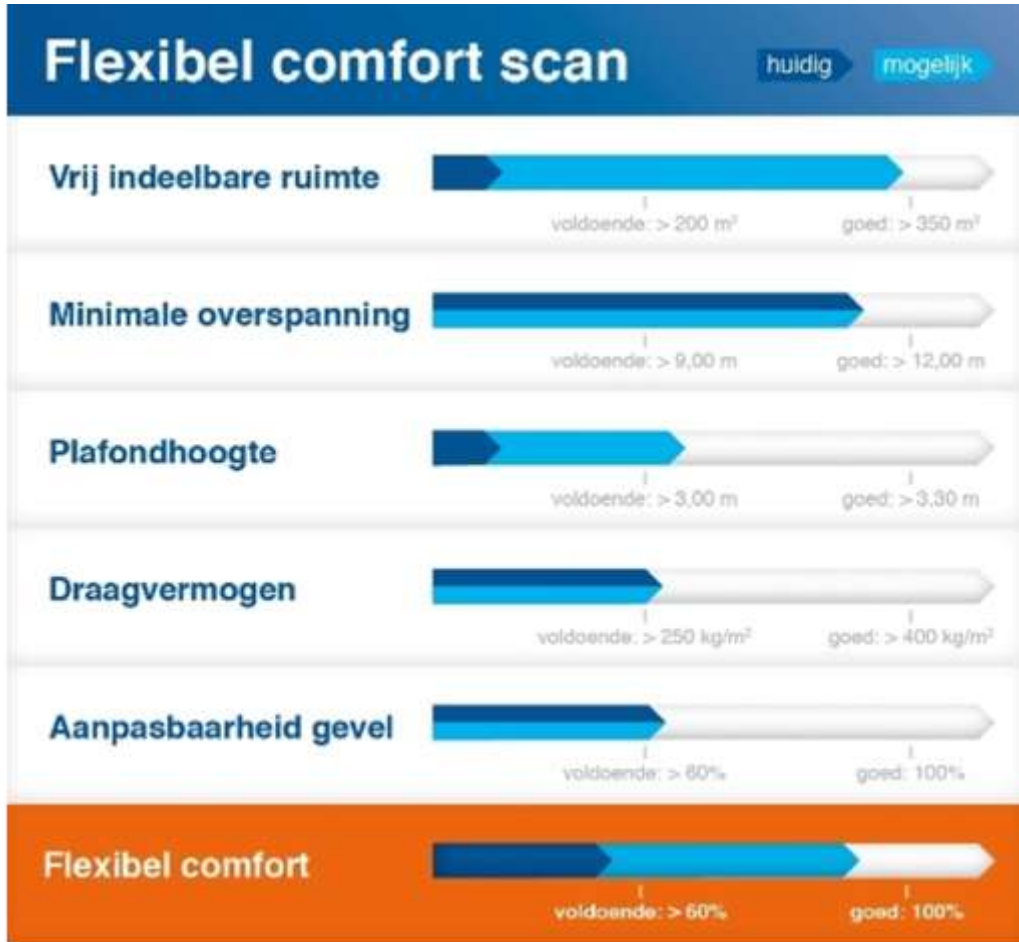 Flexibel comfort scan
huidig mogelijk
Vrij indeelbare ruimte
voldoende: > 200 m² goed: > 350 m²
Minimale overspanning
voldoende: > 9,00 m goed: > 12,00 m
Plafondhoogte
voldoende: > 3,00 m goed: > 3,30 m
Draagvermogen
voldoende: > 250 kg/m² goed: > 400 kg/m²
Aanpasbaarheid gevel
voldoende: > 60% goed: 100%
Flexibel comfort
voldoende: > 60% goed: 100%